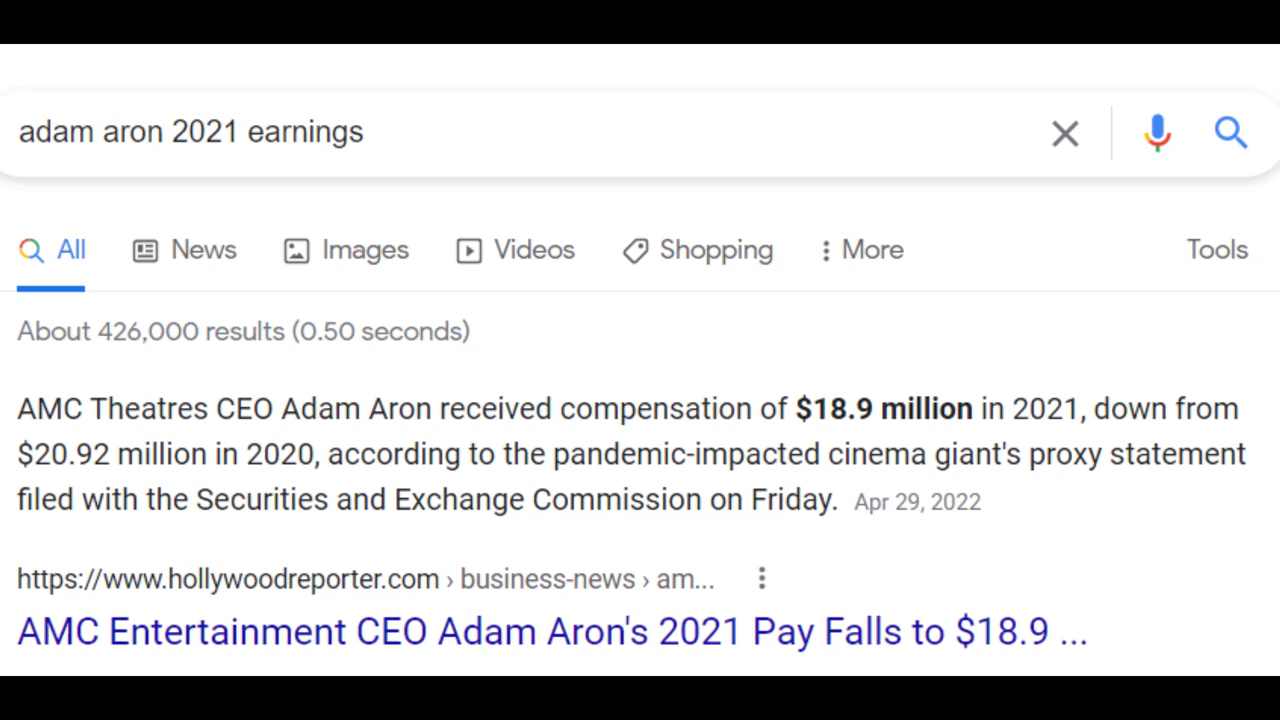 adam aron 2021 earnings
All News Images Videos Shopping More Tools
About 426,000 results (0.50 seconds)
AMC Theatres CEO Adam Aron received compensation of $18.9 million in 2021, down from
$20.92 million in 2020, according to the pandemic-impacted cinema giant's proxy statement
filed with the Securities and Exchange Commission on Friday. Apr 29, 2022
https://www.hollywoodreporter.com › business-news › am...
AMC Entertainment CEO Adam Aron's 2021 Pay Falls to $18.9 ...